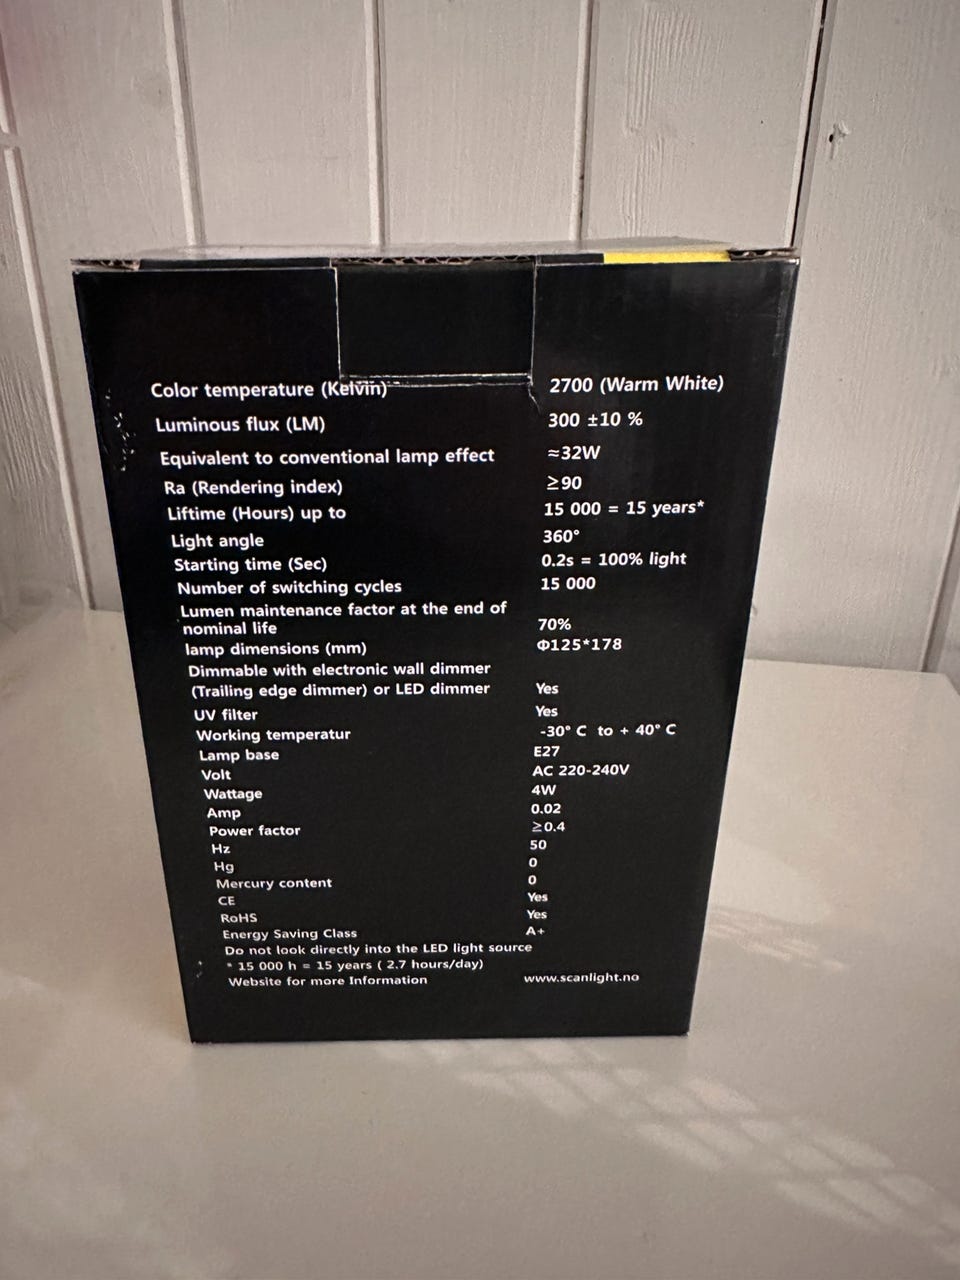 Color temperature (Kelvin) 2700 (Warm White)
Luminous flux (LM) 300 ±10 %
Equivalent to conventional lamp effect ≈32W
Ra (Rendering index) ≥90
Liftime (Hours) up to 15 000 = 15 years*
Light angle 360°
Starting time (Sec) 0.2s = 100% light
Number of switching cycles 15 000
Lumen maintenance factor at the end of
nominal life 70%
lamp dimensions (mm) Φ125*178
Dimmable with electronic wall dimmer
(Trailing edge dimmer) or LED dimmer Yes
UV filter Yes
Working temperatur -30° C to + 40° C
Lamp base E27
Volt AC 220-240V
Wattage 4W
Amp 0.02
Power factor ≥0.4
Hz 50
Hg 0
Mercury content 0
CE Yes
RoHS Yes
Energy Saving Class A+
Do not look directly into the LED light source
* 15 000 h = 15 years ( 2.7 hours/day)
Website for more Information www.scanlight.no